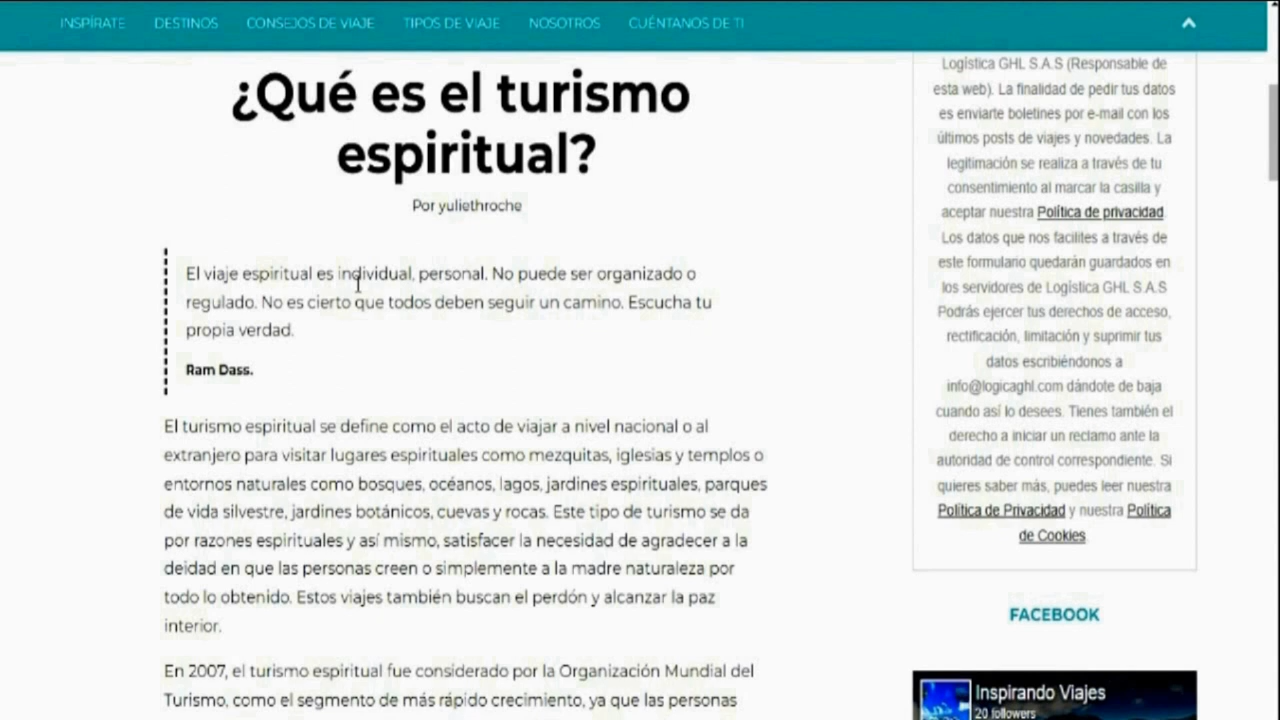 INSPÍRATE DESTINOS CONSEJOS DE VIAJE TIPOS DE VIAJE NOSOTROS CUÉNTANOS DE TI
¿Qué es el turismo
espiritual?
Por yuliethroche
El viaje espiritual es individual, personal. No puede ser organizado o
regulado. No es cierto que todos deben seguir un camino. Escucha tu
propia verdad.
Ram Dass.
El turismo espiritual se define como el acto de viajar a nivel nacional o al
extranjero para visitar lugares espirituales como mezquitas, iglesias y templos o
entornos naturales como bosques, océanos, lagos, jardines espirituales, parques
de vida silvestre, jardines botánicos, cuevas y rocas. Este tipo de turismo se da
por razones espirituales y así mismo, satisfacer la necesidad de agradecer a la
deidad en que las personas creen o simplemente a la madre naturaleza por
todo lo obtenido. Estos viajes también buscan el perdón y alcanzar la paz
interior.
En 2007, el turismo espiritual fue considerado por la Organización Mundial del
Turismo, como el segmento de más rápido crecimiento, ya que las personas
Logística GHL S.A.S (Responsable de
esta web). La finalidad de pedir tus datos
es enviarte boletines por e-mail con los
últimos posts de viajes y novedades. La
legitimación se realiza a través de tu
consentimiento al marcar la casilla y
aceptar nuestra Política de privacidad
Los datos que nos facilites a través de
este formulario quedarán guardados en
los servidores de Logística GHL S.A.S
Podrás ejercer tus derechos de acceso,
rectificación, limitación y suprimir tus
datos escribiéndonos a
info@logicaghl.com dándote de baja
cuando así lo desees. Tienes también el
derecho a iniciar un reclamo ante la
autoridad de control correspondiente. Si
quieres saber más, puedes leer nuestra
Política de Privacidad y nuestra Política
de Cookies
FACEBOOK
Inspirando Viajes
20 followers